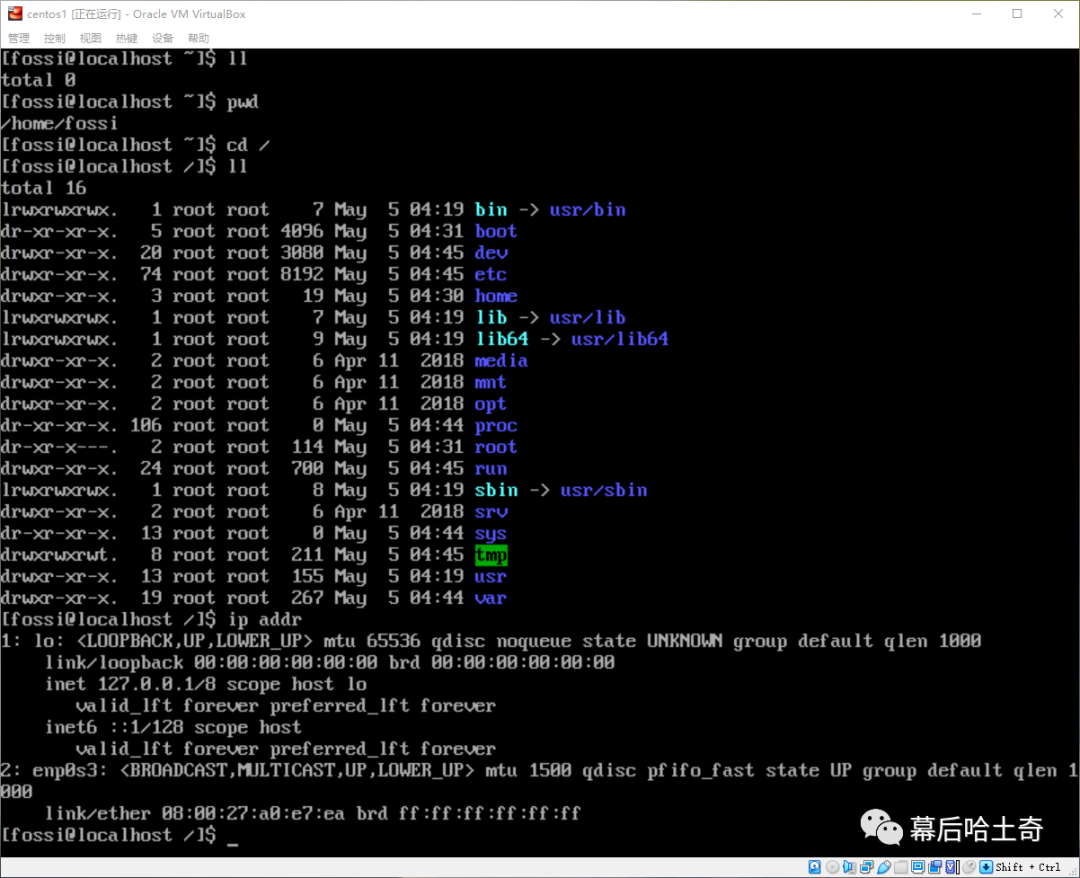 centos1 [正在运行] - Oracle VM VirtualBox
管理 控制 视图 热键 设备 帮助
[fossi@localhost ~]$ ll
total 0
[fossi@localhost ~]$ pwd
/home/fossi
[fossi@localhost ~]$ cd /
[fossi@localhost /]$ ll
total 16
lrwxrwxrwx.   1 root root    7 May  5 04:19 bin -> usr/bin
dr-xr-xr-x.   5 root root 4096 May  5 04:31 boot
drwxr-xr-x.  20 root root 3080 May  5 04:45 dev
drwxr-xr-x.  74 root root 8192 May  5 04:45 etc
drwxr-xr-x.   3 root root   19 May  5 04:30 home
lrwxrwxrwx.   1 root root    7 May  5 04:19 lib -> usr/lib
lrwxrwxrwx.   1 root root    9 May  5 04:19 lib64 -> usr/lib64
drwxr-xr-x.   2 root root    6 Apr 11  2018 media
drwxr-xr-x.   2 root root    6 Apr 11  2018 mnt
drwxr-xr-x.   2 root root    6 Apr 11  2018 opt
dr-xr-xr-x. 106 root root    0 May  5 04:44 proc
dr-xr-x---.   2 root root  114 May  5 04:31 root
drwxr-xr-x.  24 root root  700 May  5 04:45 run
lrwxrwxrwx.   1 root root    8 May  5 04:19 sbin -> usr/sbin
drwxr-xr-x.   2 root root    6 Apr 11  2018 srv
dr-xr-xr-x.  13 root root    0 May  5 04:44 sys
drwxrwxrwt.   8 root root  211 May  5 04:45 tmp
drwxr-xr-x.  13 root root  155 May  5 04:19 usr
drwxr-xr-x.  19 root root  267 May  5 04:44 var
[fossi@localhost /]$ ip addr
1: lo: <LOOPBACK,UP,LOWER_UP> mtu 65536 qdisc noqueue state UNKNOWN group default qlen 1000
    link/loopback 00:00:00:00:00:00 brd 00:00:00:00:00:00
    inet 127.0.0.1/8 scope host lo
       valid_lft forever preferred_lft forever
    inet6 ::1/128 scope host
       valid_lft forever preferred_lft forever
2: enp0s3: <BROADCAST,MULTICAST,UP,LOWER_UP> mtu 1500 qdisc pfifo_fast state UP group default qlen 1
000
    link/ether 08:00:27:a0:e7:ea brd ff:ff:ff:ff:ff:ff
[fossi@localhost /]$ _
幕后哈土奇
Shift + Ctrl